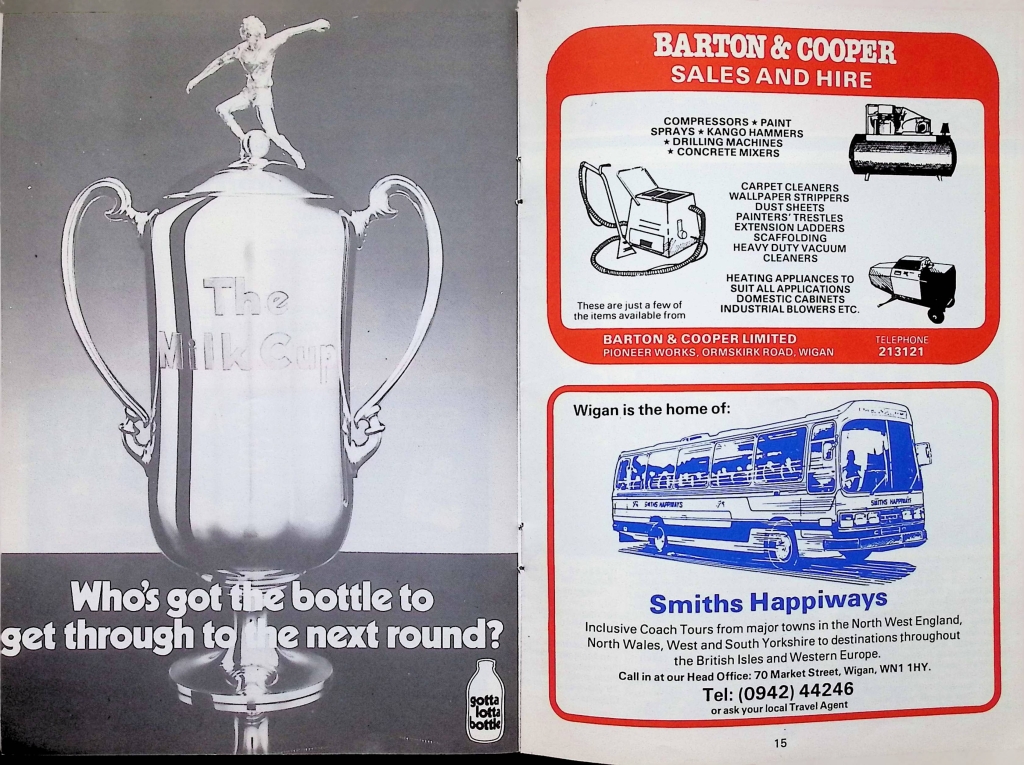 The
Milk Cup
Who's got the bottle to
get through to the next round?
gotta
lotta
bottle
BARTON & COOPER
SALES AND HIRE
COMPRESSORS ★ PAINT
SPRAYS ★ KANGO HAMMERS
★ DRILLING MACHINES
★ CONCRETE MIXERS
CARPET CLEANERS
WALLPAPER STRIPPERS
DUST SHEETS
PAINTERS' TRESTLES
EXTENSION LADDERS
SCAFFOLDING
HEAVY DUTY VACUUM
CLEANERS
HEATING APPLIANCES TO
SUIT ALL APPLICATIONS
DOMESTIC CABINETS
INDUSTRIAL BLOWERS ETC.
These are just a few of
the items available from
BARTON & COOPER LIMITED
PIONEER WORKS, ORMSKIRK ROAD, WIGAN
TELEPHONE
213121
Wigan is the home of:
SMITHS HAPPIWAYS
SMITHS HAPPIWAYS
Smiths Happiways
Inclusive Coach Tours from major towns in the North West England,
North Wales, West and South Yorkshire to destinations throughout
the British Isles and Western Europe.
Call in at our Head Office: 70 Market Street, Wigan, WN1 1HY.
Tel: (0942) 44246
or ask your local Travel Agent
15